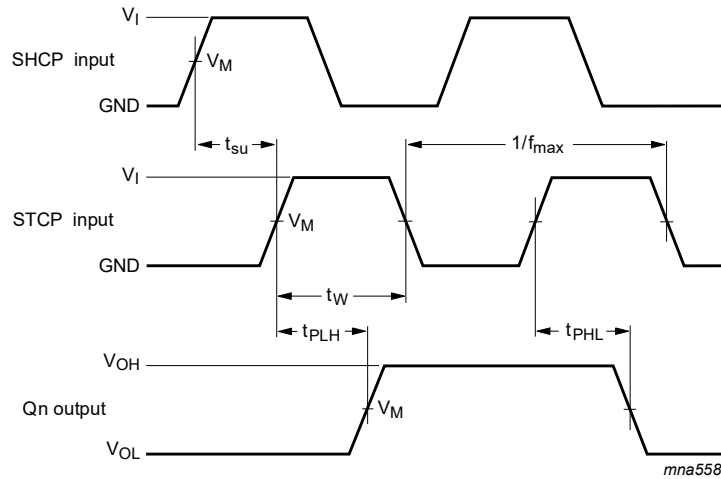 V_I
SHCP input
V_M
GND
t_su
1/f_max
V_I
STCP input
V_M
GND
t_W
t_PLH
t_PHL
V_OH
Qn output
V_M
V_OL
mna558